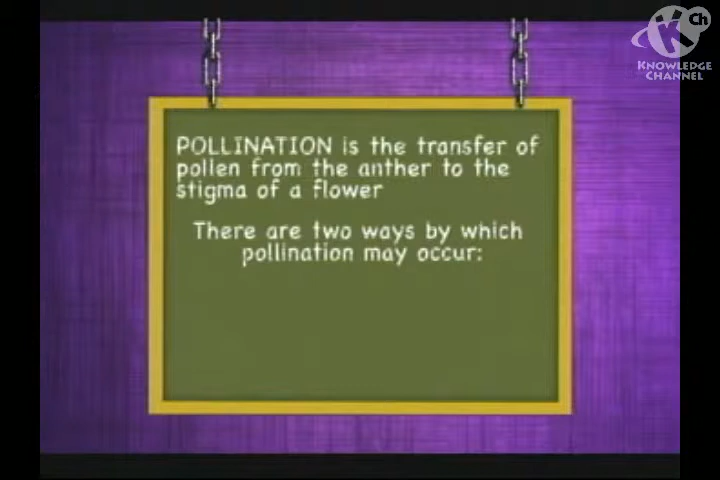 Ch
K
KNOWLEDGE
CHANNEL
POLLINATION is the transfer of
pollen from the anther to the
stigma of a flower
There are two ways by which
pollination may occur: